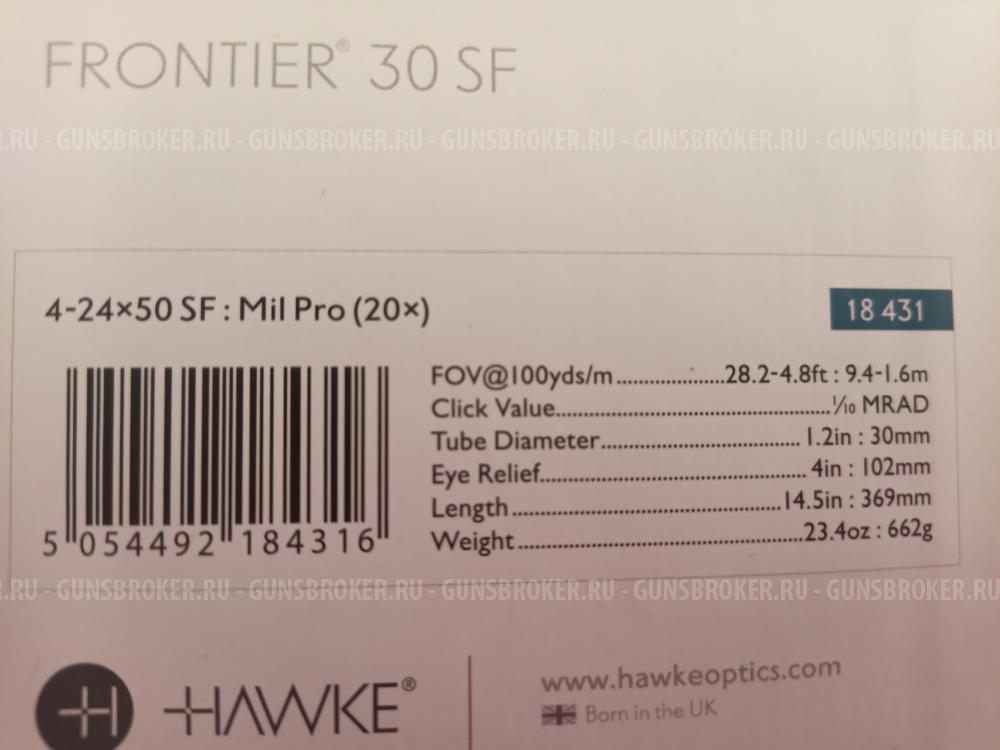 FRONTIER® 30 SF
.RU - GUNSBROKER.RU - GUNSBROKER.RU - GUNSBROKER.RU - GUNSBROKER.RU - GUNSBROKER.RU
4-24×50 SF : Mil Pro (20×)
18 431
FOV@100yds/m....................28.2-4.8ft : 9.4-1.6m
Click Value..................................................⅒ MRAD
Tube Diameter.................................... 1.2in : 30mm
Eye Relief................................................ 4in : 102mm
Length.................................................14.5in : 369mm
Weight....................................................23.4oz : 662g
5 054492 184316
.RU - GUNSBROKER.RU - GUNSBROKER.RU - GUNSBROKER.RU - GUNSBROKER.RU - GUNSBROKER.RU
HAWKE®
www.hawkeoptics.com
Born in the UK